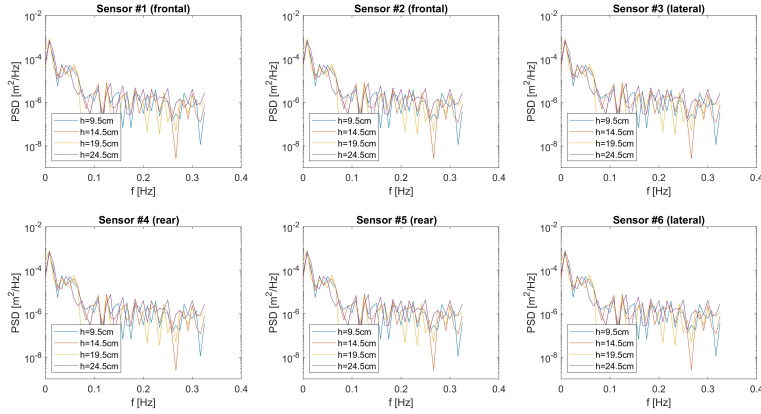 Sensor #1 (frontal)
PSD [m²/Hz]
10⁻²
10⁻⁴
10⁻⁶
10⁻⁸
h=9.5cm
h=14.5cm
h=19.5cm
h=24.5cm
0 0.1 0.2 0.3 0.4
f [Hz]
Sensor #2 (frontal)
PSD [m²/Hz]
10⁻²
10⁻⁴
10⁻⁶
10⁻⁸
h=9.5cm
h=14.5cm
h=19.5cm
h=24.5cm
0 0.1 0.2 0.3 0.4
f [Hz]
Sensor #3 (lateral)
PSD [m²/Hz]
10⁻²
10⁻⁴
10⁻⁶
10⁻⁸
h=9.5cm
h=14.5cm
h=19.5cm
h=24.5cm
0 0.1 0.2 0.3 0.4
f [Hz]
Sensor #4 (rear)
PSD [m²/Hz]
10⁻²
10⁻⁴
10⁻⁶
10⁻⁸
h=9.5cm
h=14.5cm
h=19.5cm
h=24.5cm
0 0.1 0.2 0.3 0.4
f [Hz]
Sensor #5 (rear)
PSD [m²/Hz]
10⁻²
10⁻⁴
10⁻⁶
10⁻⁸
h=9.5cm
h=14.5cm
h=19.5cm
h=24.5cm
0 0.1 0.2 0.3 0.4
f [Hz]
Sensor #6 (lateral)
PSD [m²/Hz]
10⁻²
10⁻⁴
10⁻⁶
10⁻⁸
h=9.5cm
h=14.5cm
h=19.5cm
h=24.5cm
0 0.1 0.2 0.3 0.4
f [Hz]